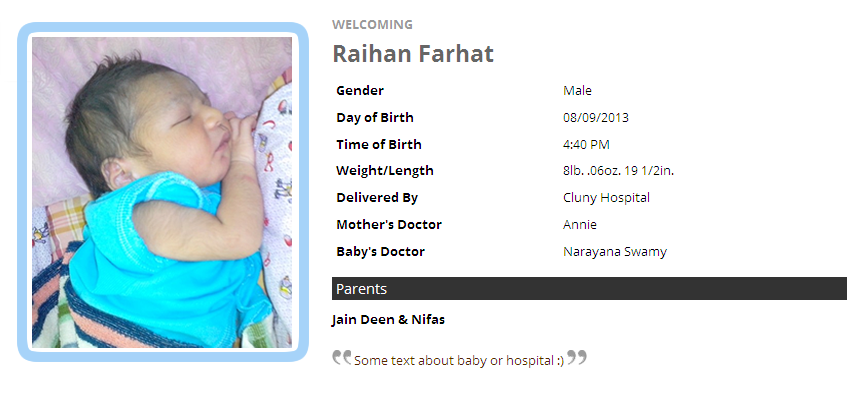 WELCOMING
Raihan Farhat
Gender Male
Day of Birth 08/09/2013
Time of Birth 4:40 PM
Weight/Length 8lb. .06oz. 19 1/2in.
Delivered By Cluny Hospital
Mother's Doctor Annie
Baby's Doctor Narayana Swamy
Parents
Jain Deen & Nifas
“ Some text about baby or hospital :) ”